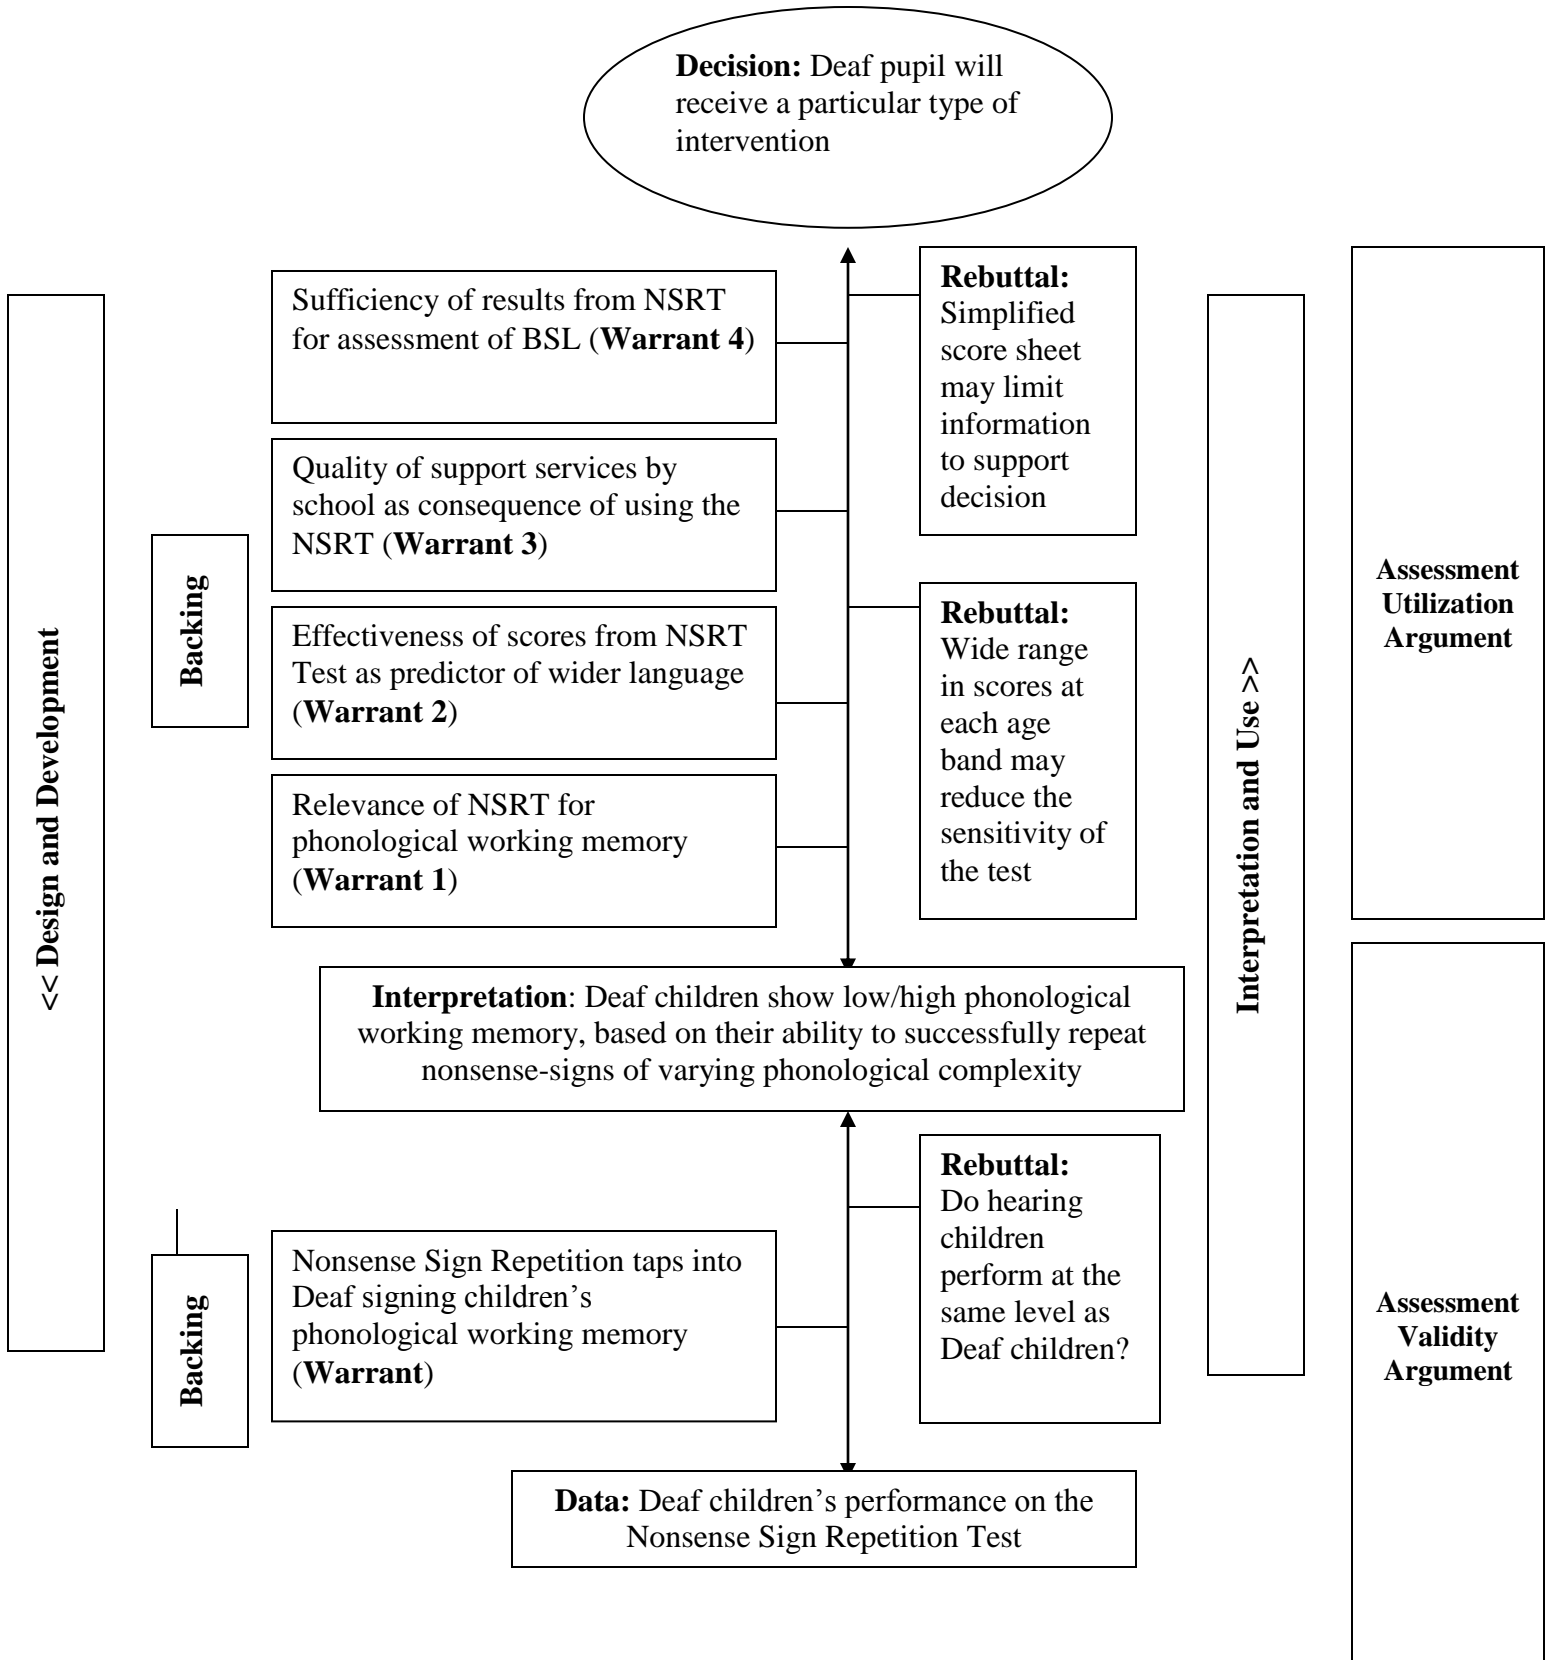 Decision: Deaf pupil will
receive a particular type of
intervention
<< Design and Development
Backing
Sufficiency of results from NSRT
for assessment of BSL (Warrant 4)
Quality of support services by
school as consequence of using the
NSRT (Warrant 3)
Effectiveness of scores from NSRT
Test as predictor of wider language
(Warrant 2)
Relevance of NSRT for
phonological working memory
(Warrant 1)
Rebuttal:
Simplified
score sheet
may limit
information
to support
decision
Rebuttal:
Wide range
in scores at
each age
band may
reduce the
sensitivity of
the test
Interpretation and Use >>
Assessment
Utilization
Argument
Interpretation: Deaf children show low/high phonological
working memory, based on their ability to successfully repeat
nonsense-signs of varying phonological complexity
Backing
Nonsense Sign Repetition taps into
Deaf signing children’s
phonological working memory
(Warrant)
Rebuttal:
Do hearing
children
perform at the
same level as
Deaf children?
Assessment
Validity
Argument
Data: Deaf children’s performance on the
Nonsense Sign Repetition Test